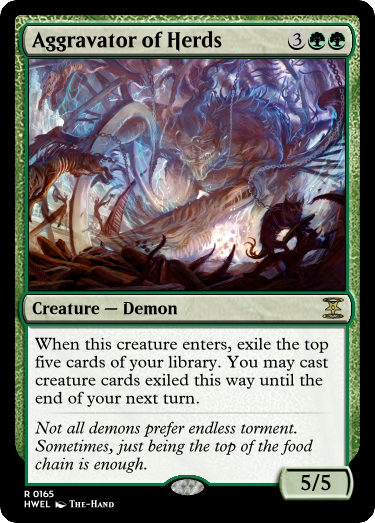 Aggravator of Herds 3
Creature — Demon
When this creature enters, exile the top
five cards of your library. You may cast
creature cards exiled this way until the
end of your next turn.
Not all demons prefer endless torment.
Sometimes, just being the top of the food
chain is enough.
5/5
R 0165
HWEL The-Hand